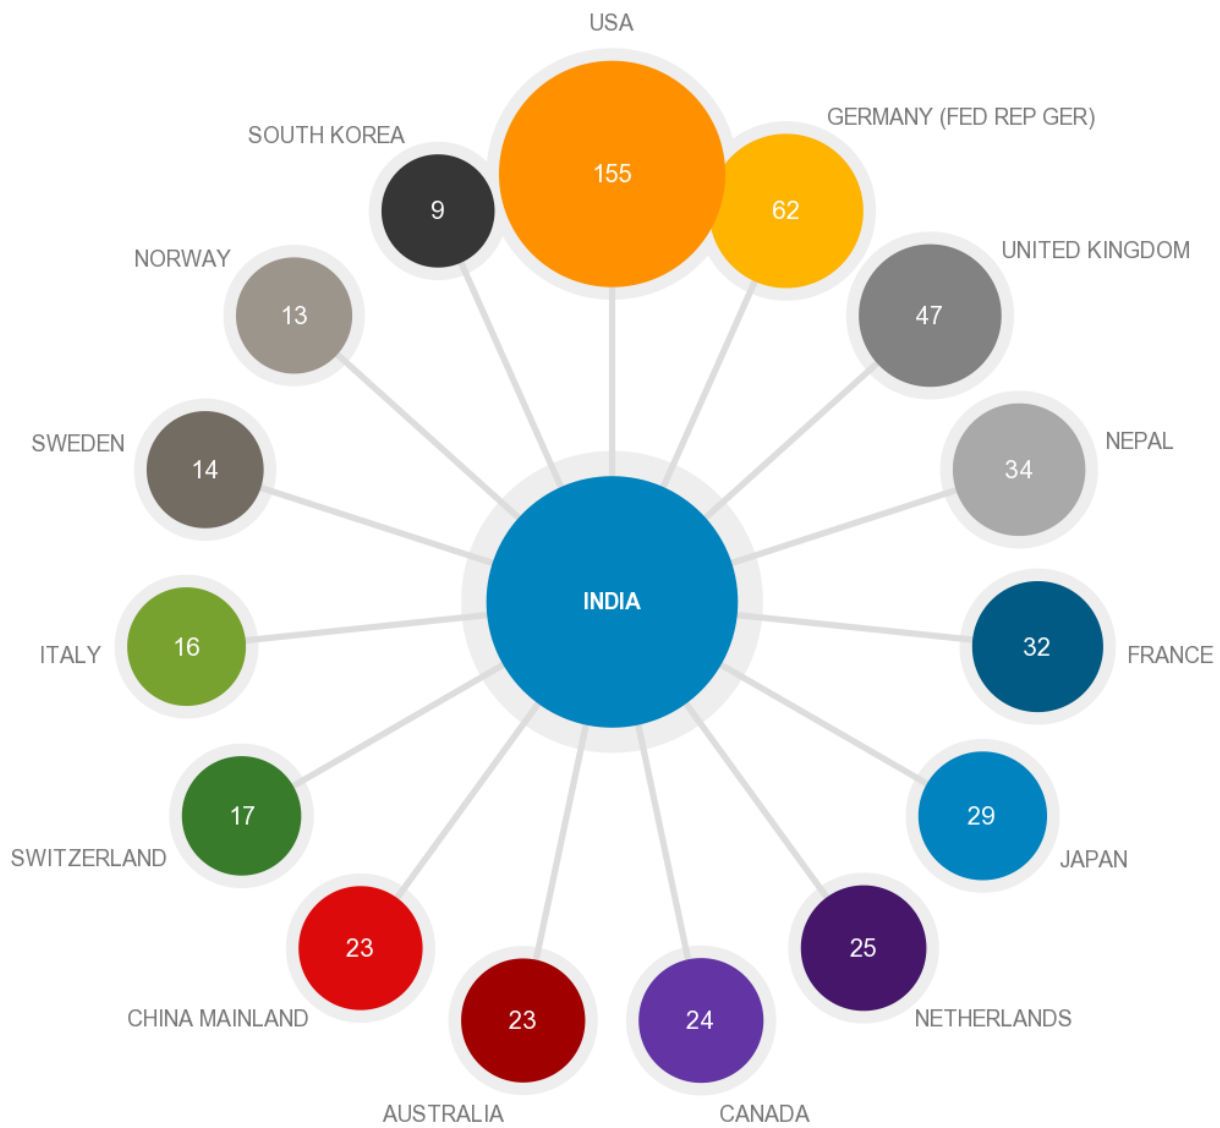 USA
155
GERMANY (FED REP GER)
62
UNITED KINGDOM
47
NEPAL
34
FRANCE
32
JAPAN
29
NETHERLANDS
25
CANADA
24
AUSTRALIA
23
CHINA MAINLAND
23
SWITZERLAND
17
ITALY
16
SWEDEN
14
NORWAY
13
SOUTH KOREA
9
INDIA